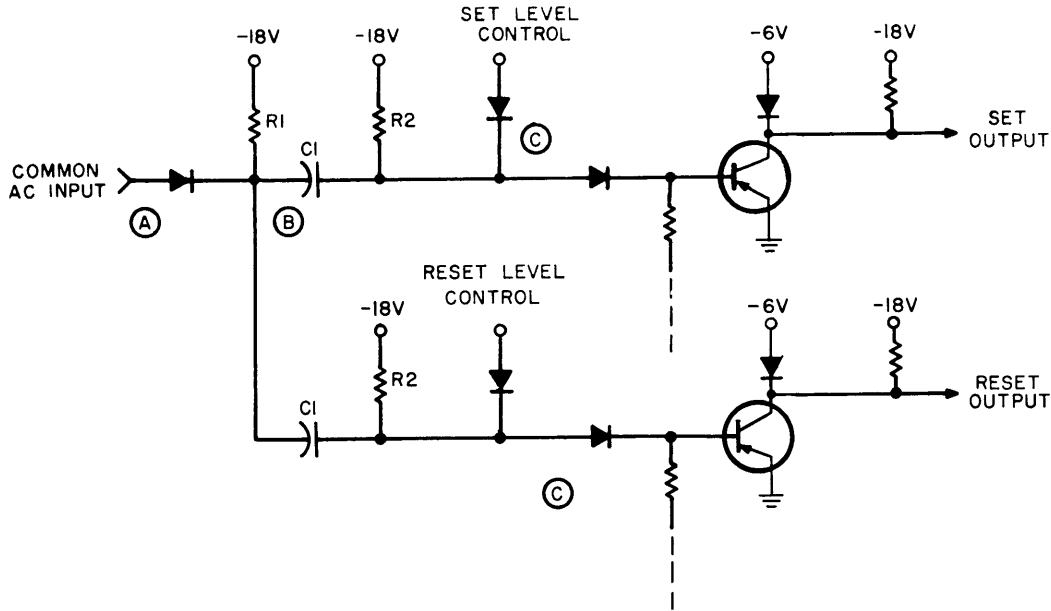 SET LEVEL
CONTROL
-18V
-18V
-6V
-18V
R1
R2
C
SET
OUTPUT
C1
COMMON
AC INPUT
A
B
RESET LEVEL
CONTROL
-18V
-6V
-18V
R2
RESET
OUTPUT
C1
C